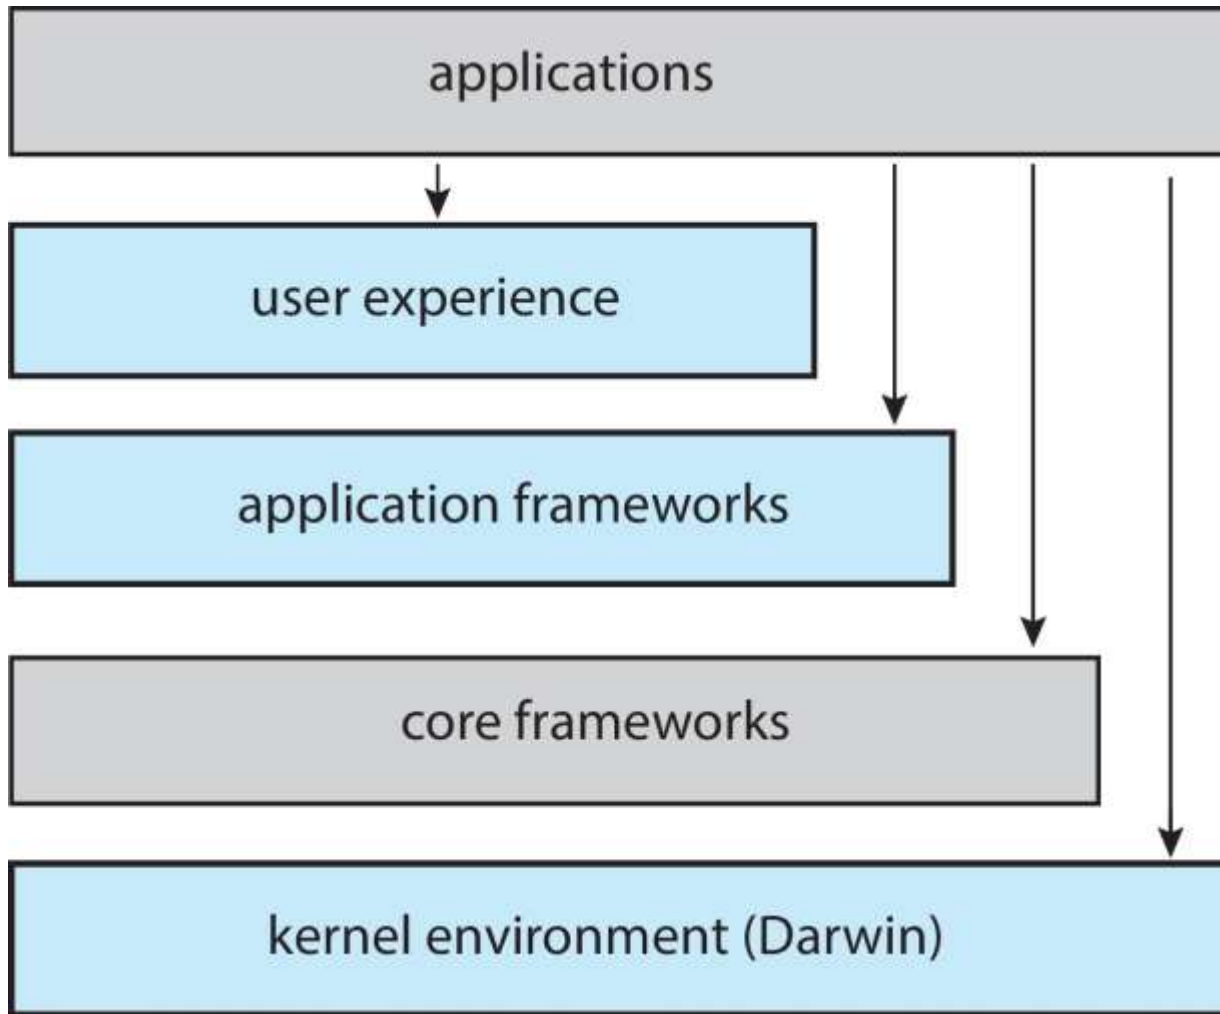 applications
user experience
application frameworks
core frameworks
kernel environment (Darwin)